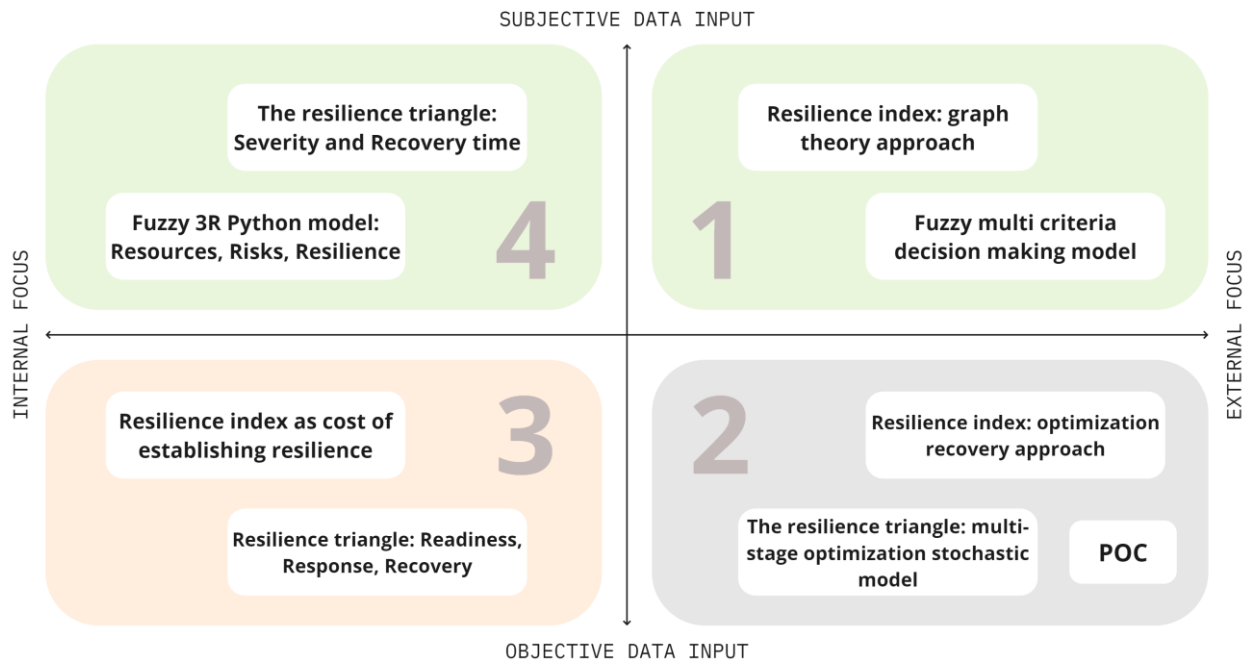 SUBJECTIVE DATA INPUT
The resilience triangle:
Severity and Recovery time
Fuzzy 3R Python model:
Resources, Risks, Resilience
4
Resilience index: graph
theory approach
1
Fuzzy multi criteria
decision making model
INTERNAL FOCUS
EXTERNAL FOCUS
Resilience index as cost of
establishing resilience
3
Resilience triangle: Readiness,
Response, Recovery
2
Resilience index: optimization
recovery approach
The resilience triangle: multi-
stage optimization stochastic
model
POC
OBJECTIVE DATA INPUT